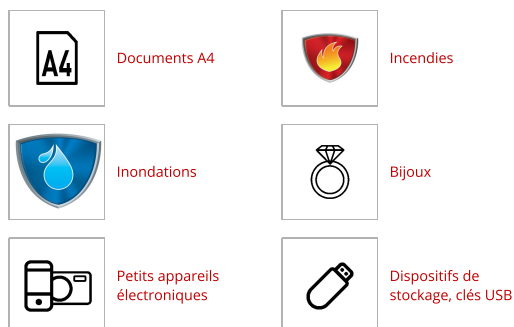 A4
Documents A4
Incendies
Inondations
Bijoux
Petits appareils
électroniques
Dispositifs de
stockage, clés USB